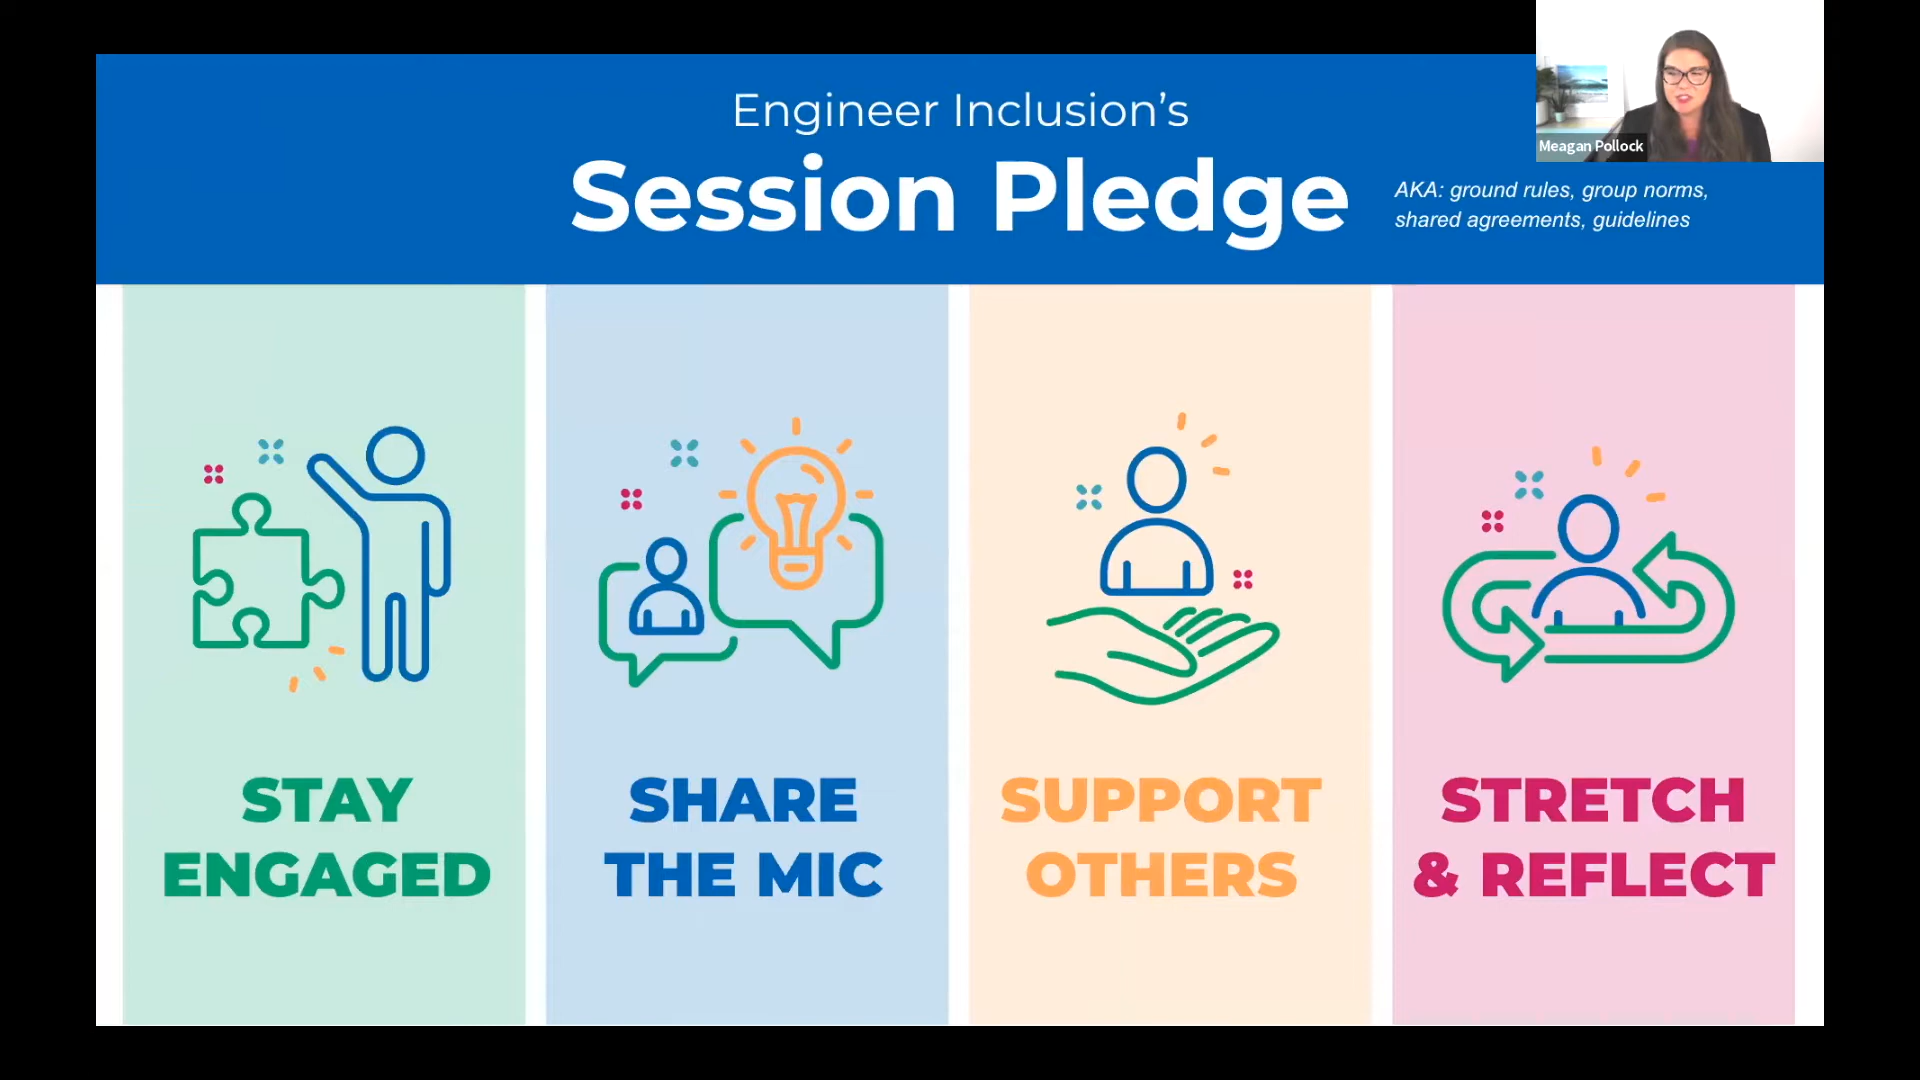 Engineer Inclusion's
Session Pledge
AKA: ground rules, group norms,
shared agreements, guidelines
Meagan Pollock
STAY
ENGAGED
SHARE
THE MIC
SUPPORT
OTHERS
STRETCH
& REFLECT